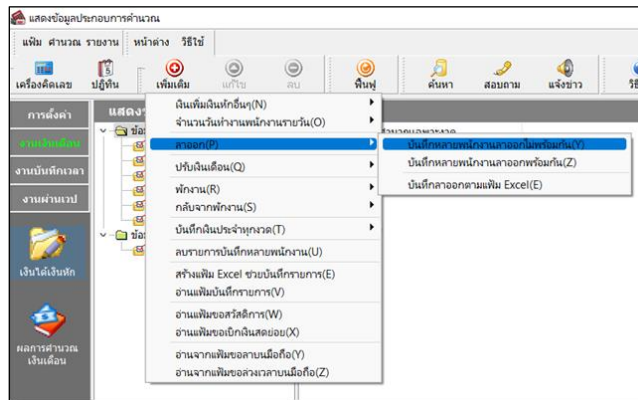 แสดงข้อมูลประกอบการคำนวณ
แฟ้ม คำนวณ รายงาน หน้าต่าง วิธีใช้
เครื่องคิดเลข ปฏิทิน เพิ่มเติม แก้ไข ลบ ฟื้นฟู ค้นหา สอบถาม แจ้งข่าว วิธี
การตั้งค่า
งานเงินเดือน
งานบันทึกเวลา
งานผ่านเวป
เงินได้เงินหัก
ผลการคำนวณ
เงินเดือน
แสดง
ข้อ
ข้อ
เงินเพิ่มเงินหักอื่นๆ(N)
จำนวนวันทำงานพนักงานรายวัน(O)
ลาออก(P)
ปรับเงินเดือน(Q)
พักงาน(R)
กลับจากพักงาน(S)
บันทึกเงินประจำทุกงวด(T)
ลบรายการบันทึกหลายพนักงาน(U)
สร้างแฟ้ม Excel ช่วยบันทึกรายการ(E)
อ่านแฟ้มบันทึกรายการ(V)
อ่านแฟ้มขอสวัสดิการ(W)
อ่านแฟ้มขอเบิกเงินสดย่อย(X)
อ่านจากแฟ้มขอลาบนมือถือ(Y)
อ่านจากแฟ้มขอล่วงเวลาบนมือถือ(Z)
บันทึกหลายพนักงานลาออกไม่พร้อมกัน(Y)
บันทึกหลายพนักงานลาออกพร้อมกัน(Z)
บันทึกลาออกตามแฟ้ม Excel(E)